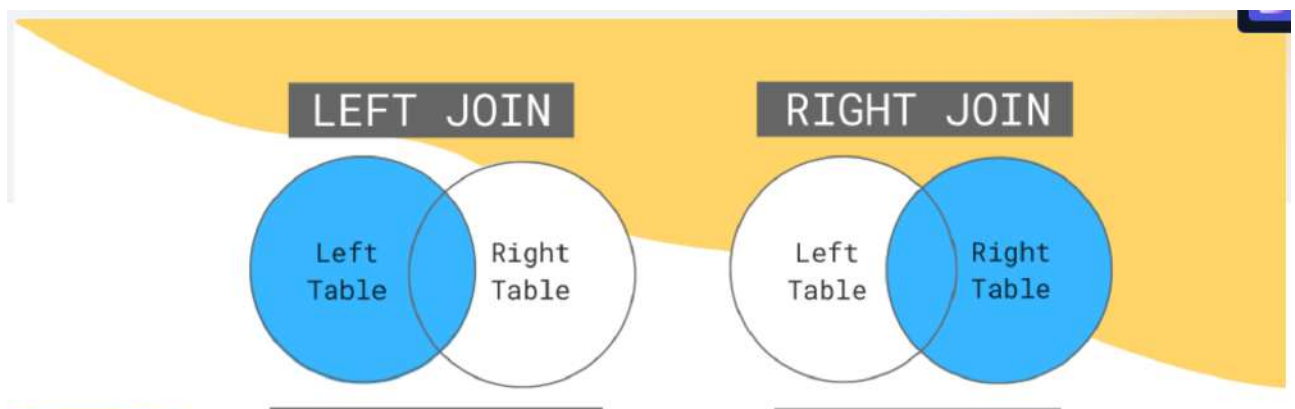 LEFT JOIN
RIGHT JOIN
Left
Table
Right
Table
Left
Table
Right
Table